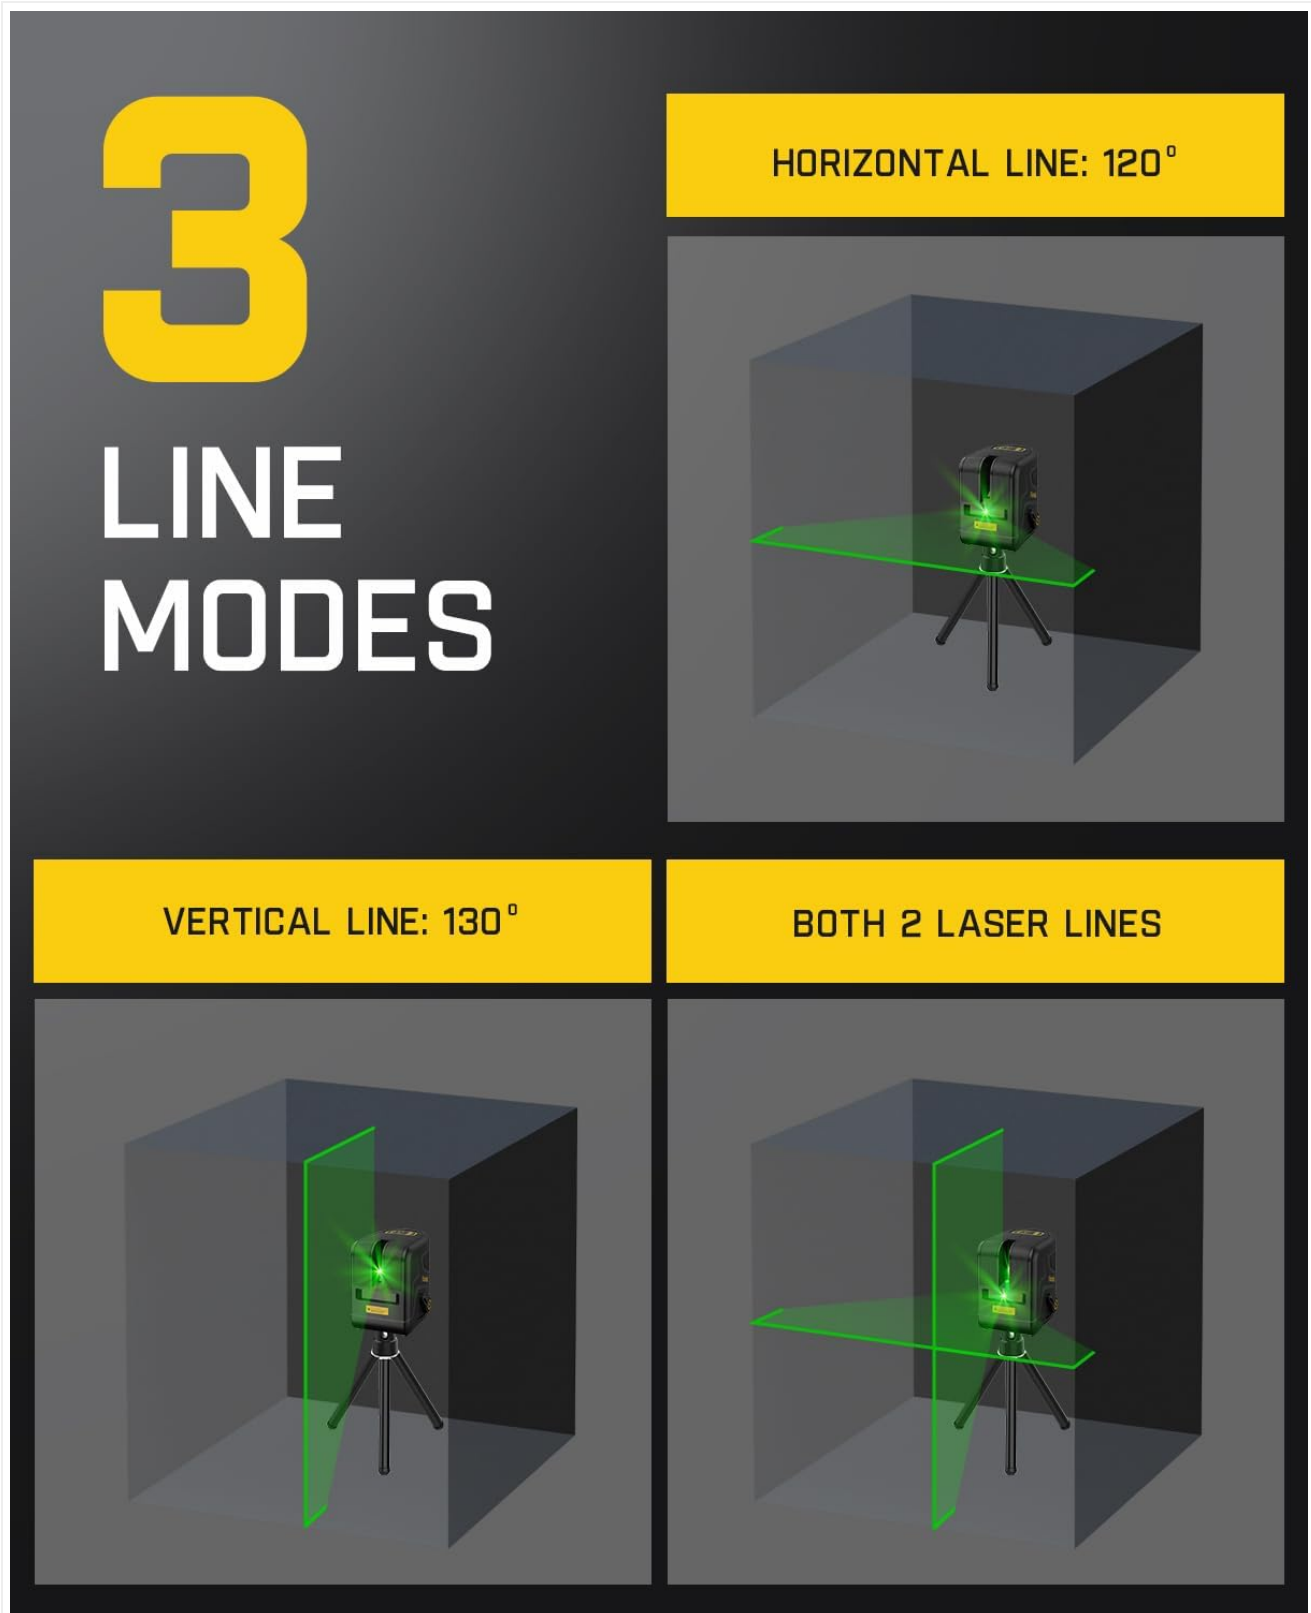 3
LINE
MODES
HORIZONTAL LINE: 120°
VERTICAL LINE: 130°
BOTH 2 LASER LINES